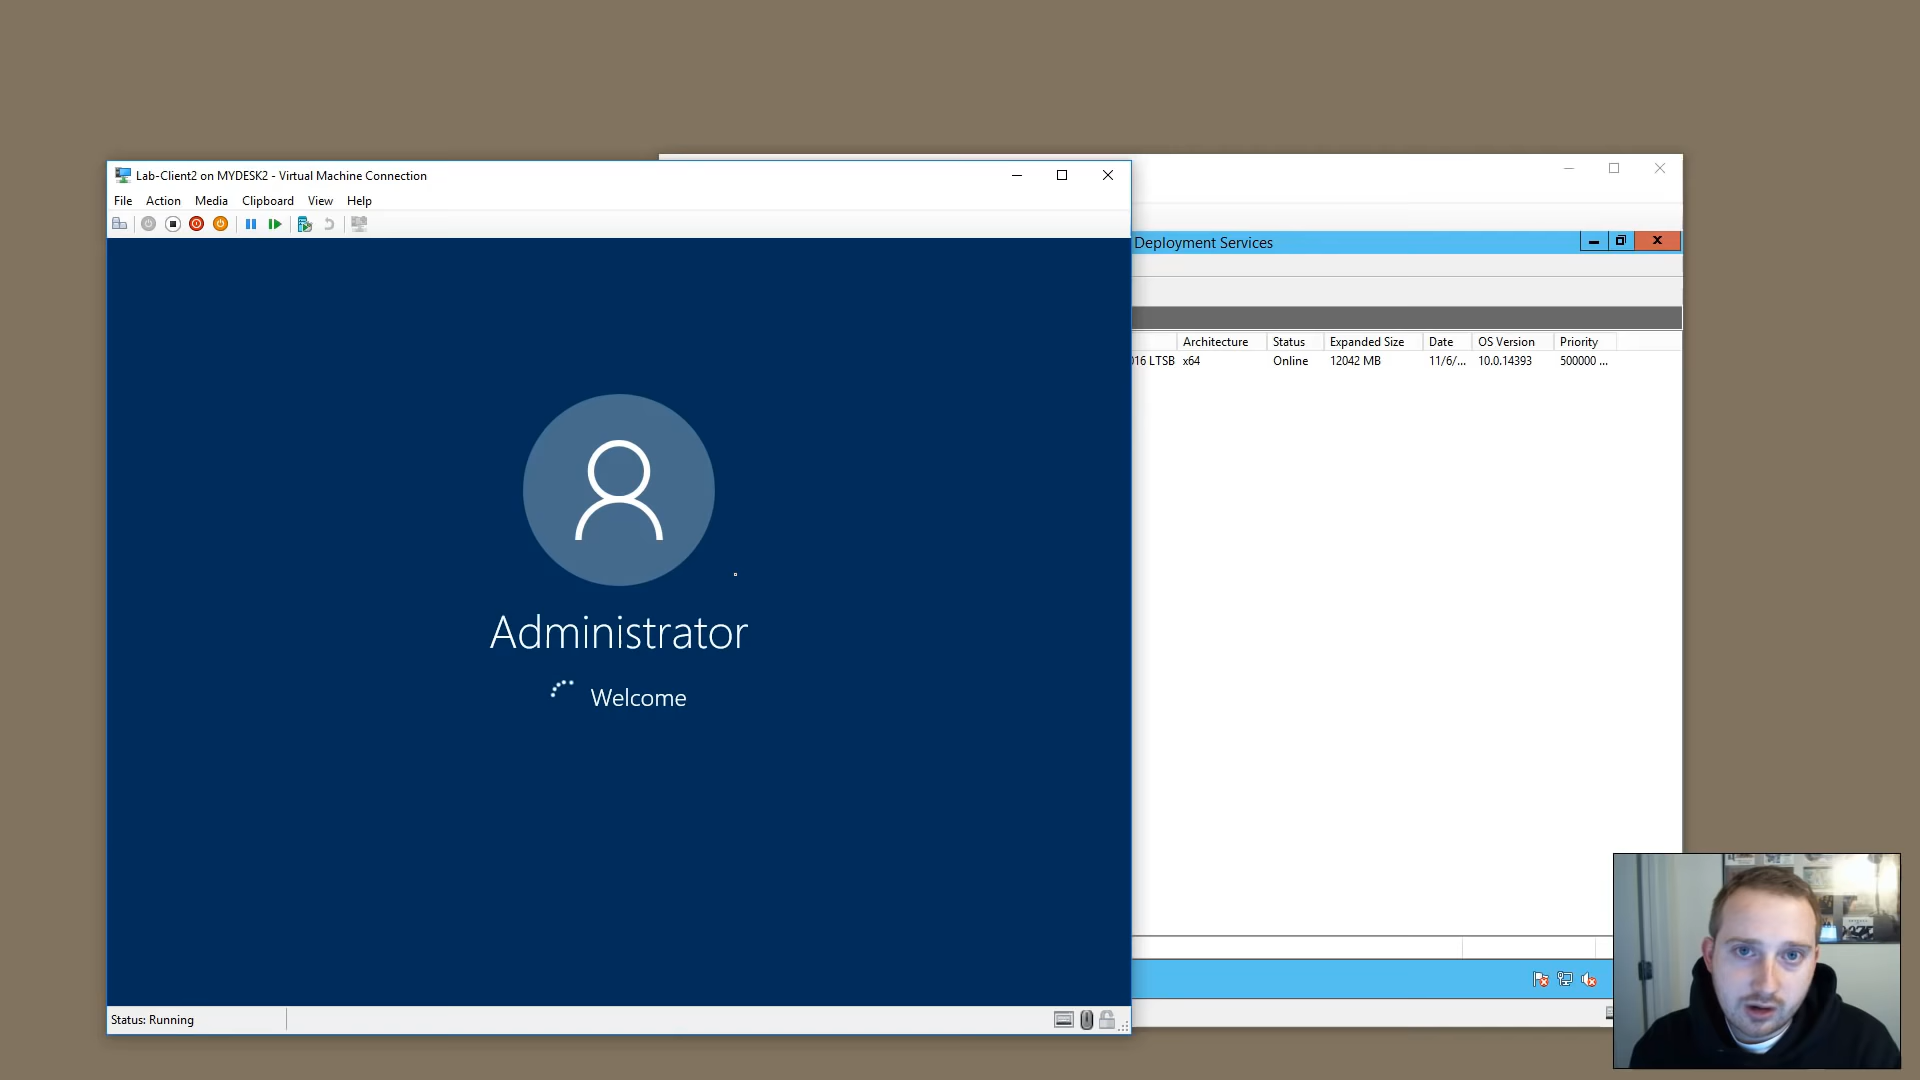 Lab-Client2 on MYDESK2 - Virtual Machine Connection
File Action Media Clipboard View Help
Deployment Services
Architecture Status Expanded Size Date OS Version Priority
016 LTSB x64 Online 12042 MB 11/6/... 10.0.14393 500000 ...
Administrator
Welcome
Status: Running